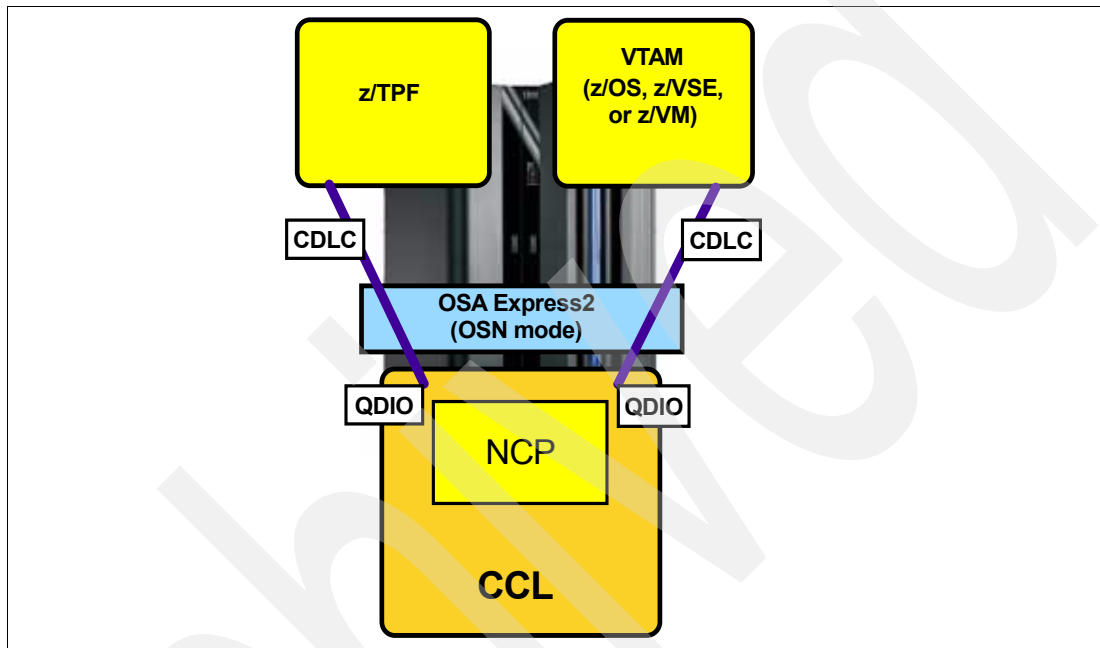 z/TPF
VTAM
(z/OS, z/VSE,
or z/VM)
CDLC
CDLC
OSA Express2
(OSN mode)
QDIO
QDIO
NCP
CCL